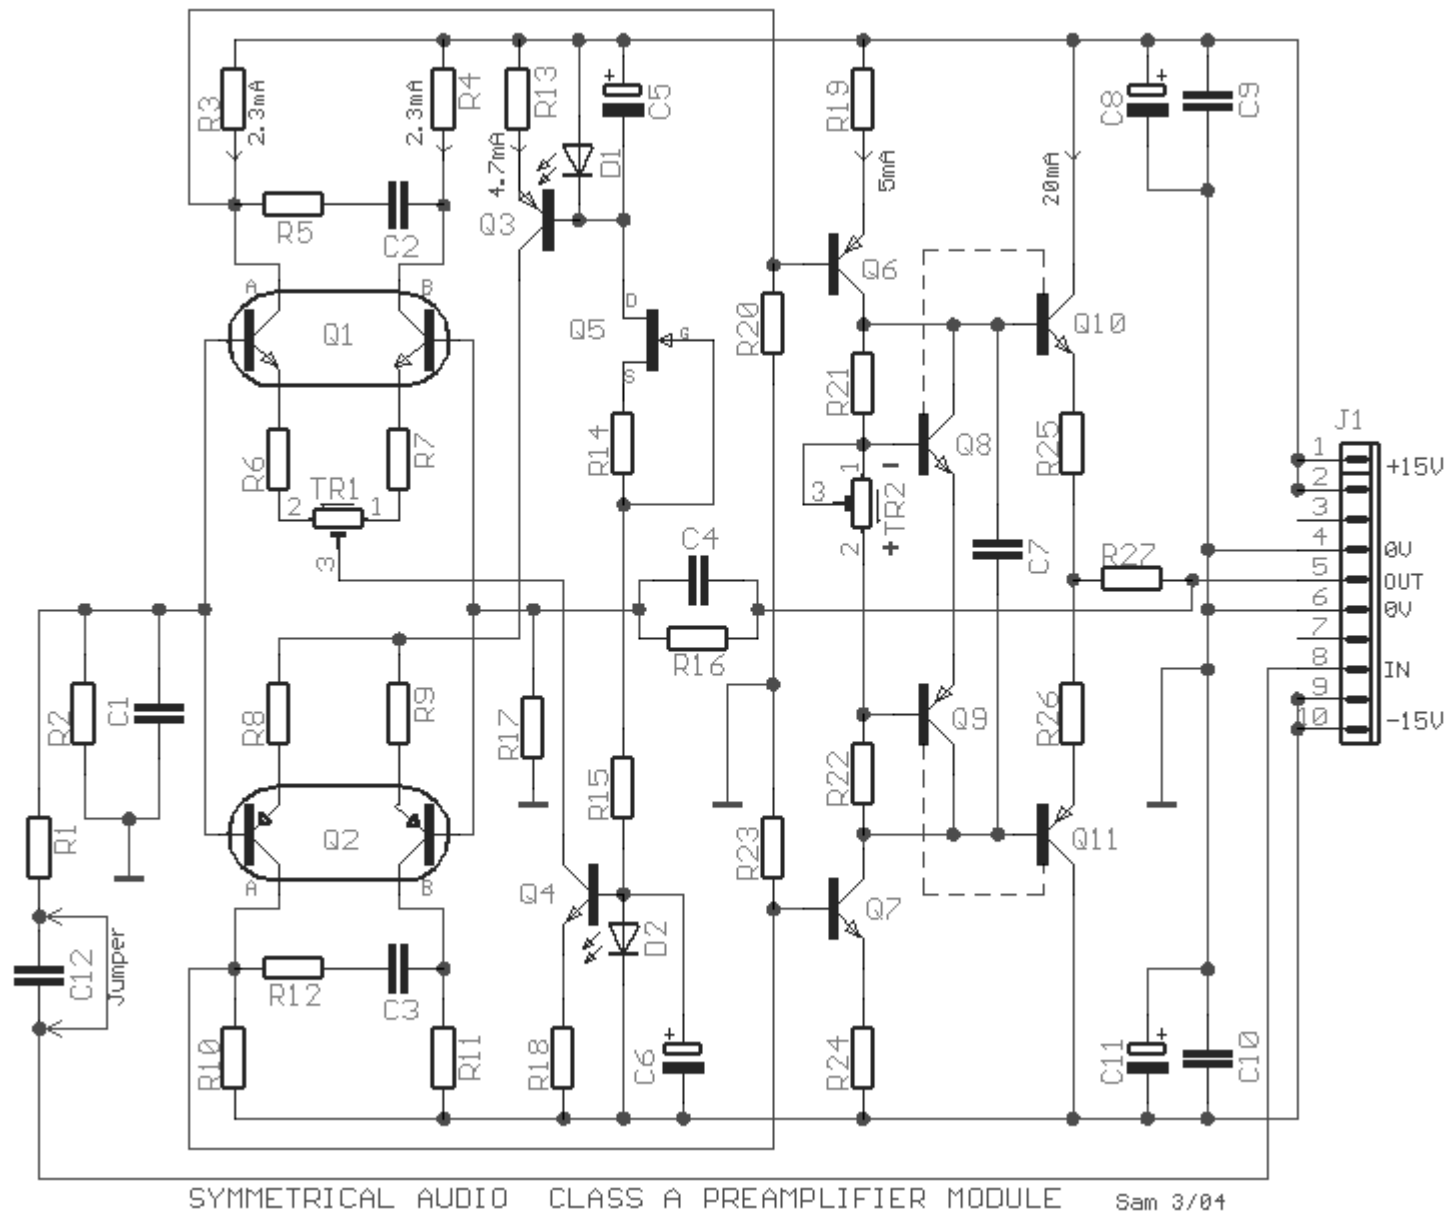 R3
2.3mA
2.3mA
R4
R13
4.7mA
D1
C5
R19
5mA
20mA
C8
+
C9
+
R5
C2
Q3
Q6
A
B
Q1
Q5
D
G
S
R20
Q10
R21
R6
R7
R14
Q8
R25
J1
TR1
2
1
3
1
3
TR2
-
+
2
C4
C7
R27
1
2
3
4
5
6
7
8
9
10
+15V
0V
OUT
0V
IN
-15V
R16
R2
C1
R8
R9
R17
Q9
R26
R15
R22
R1
Q2
A
B
Q4
R23
Q11
Q7
D2
C12
Jumper
R12
C3
R10
R11
R18
C6
+
R24
C11
+
C10
SYMMETRICAL AUDIO CLASS A PREAMPLIFIER MODULE
Sam 3/04